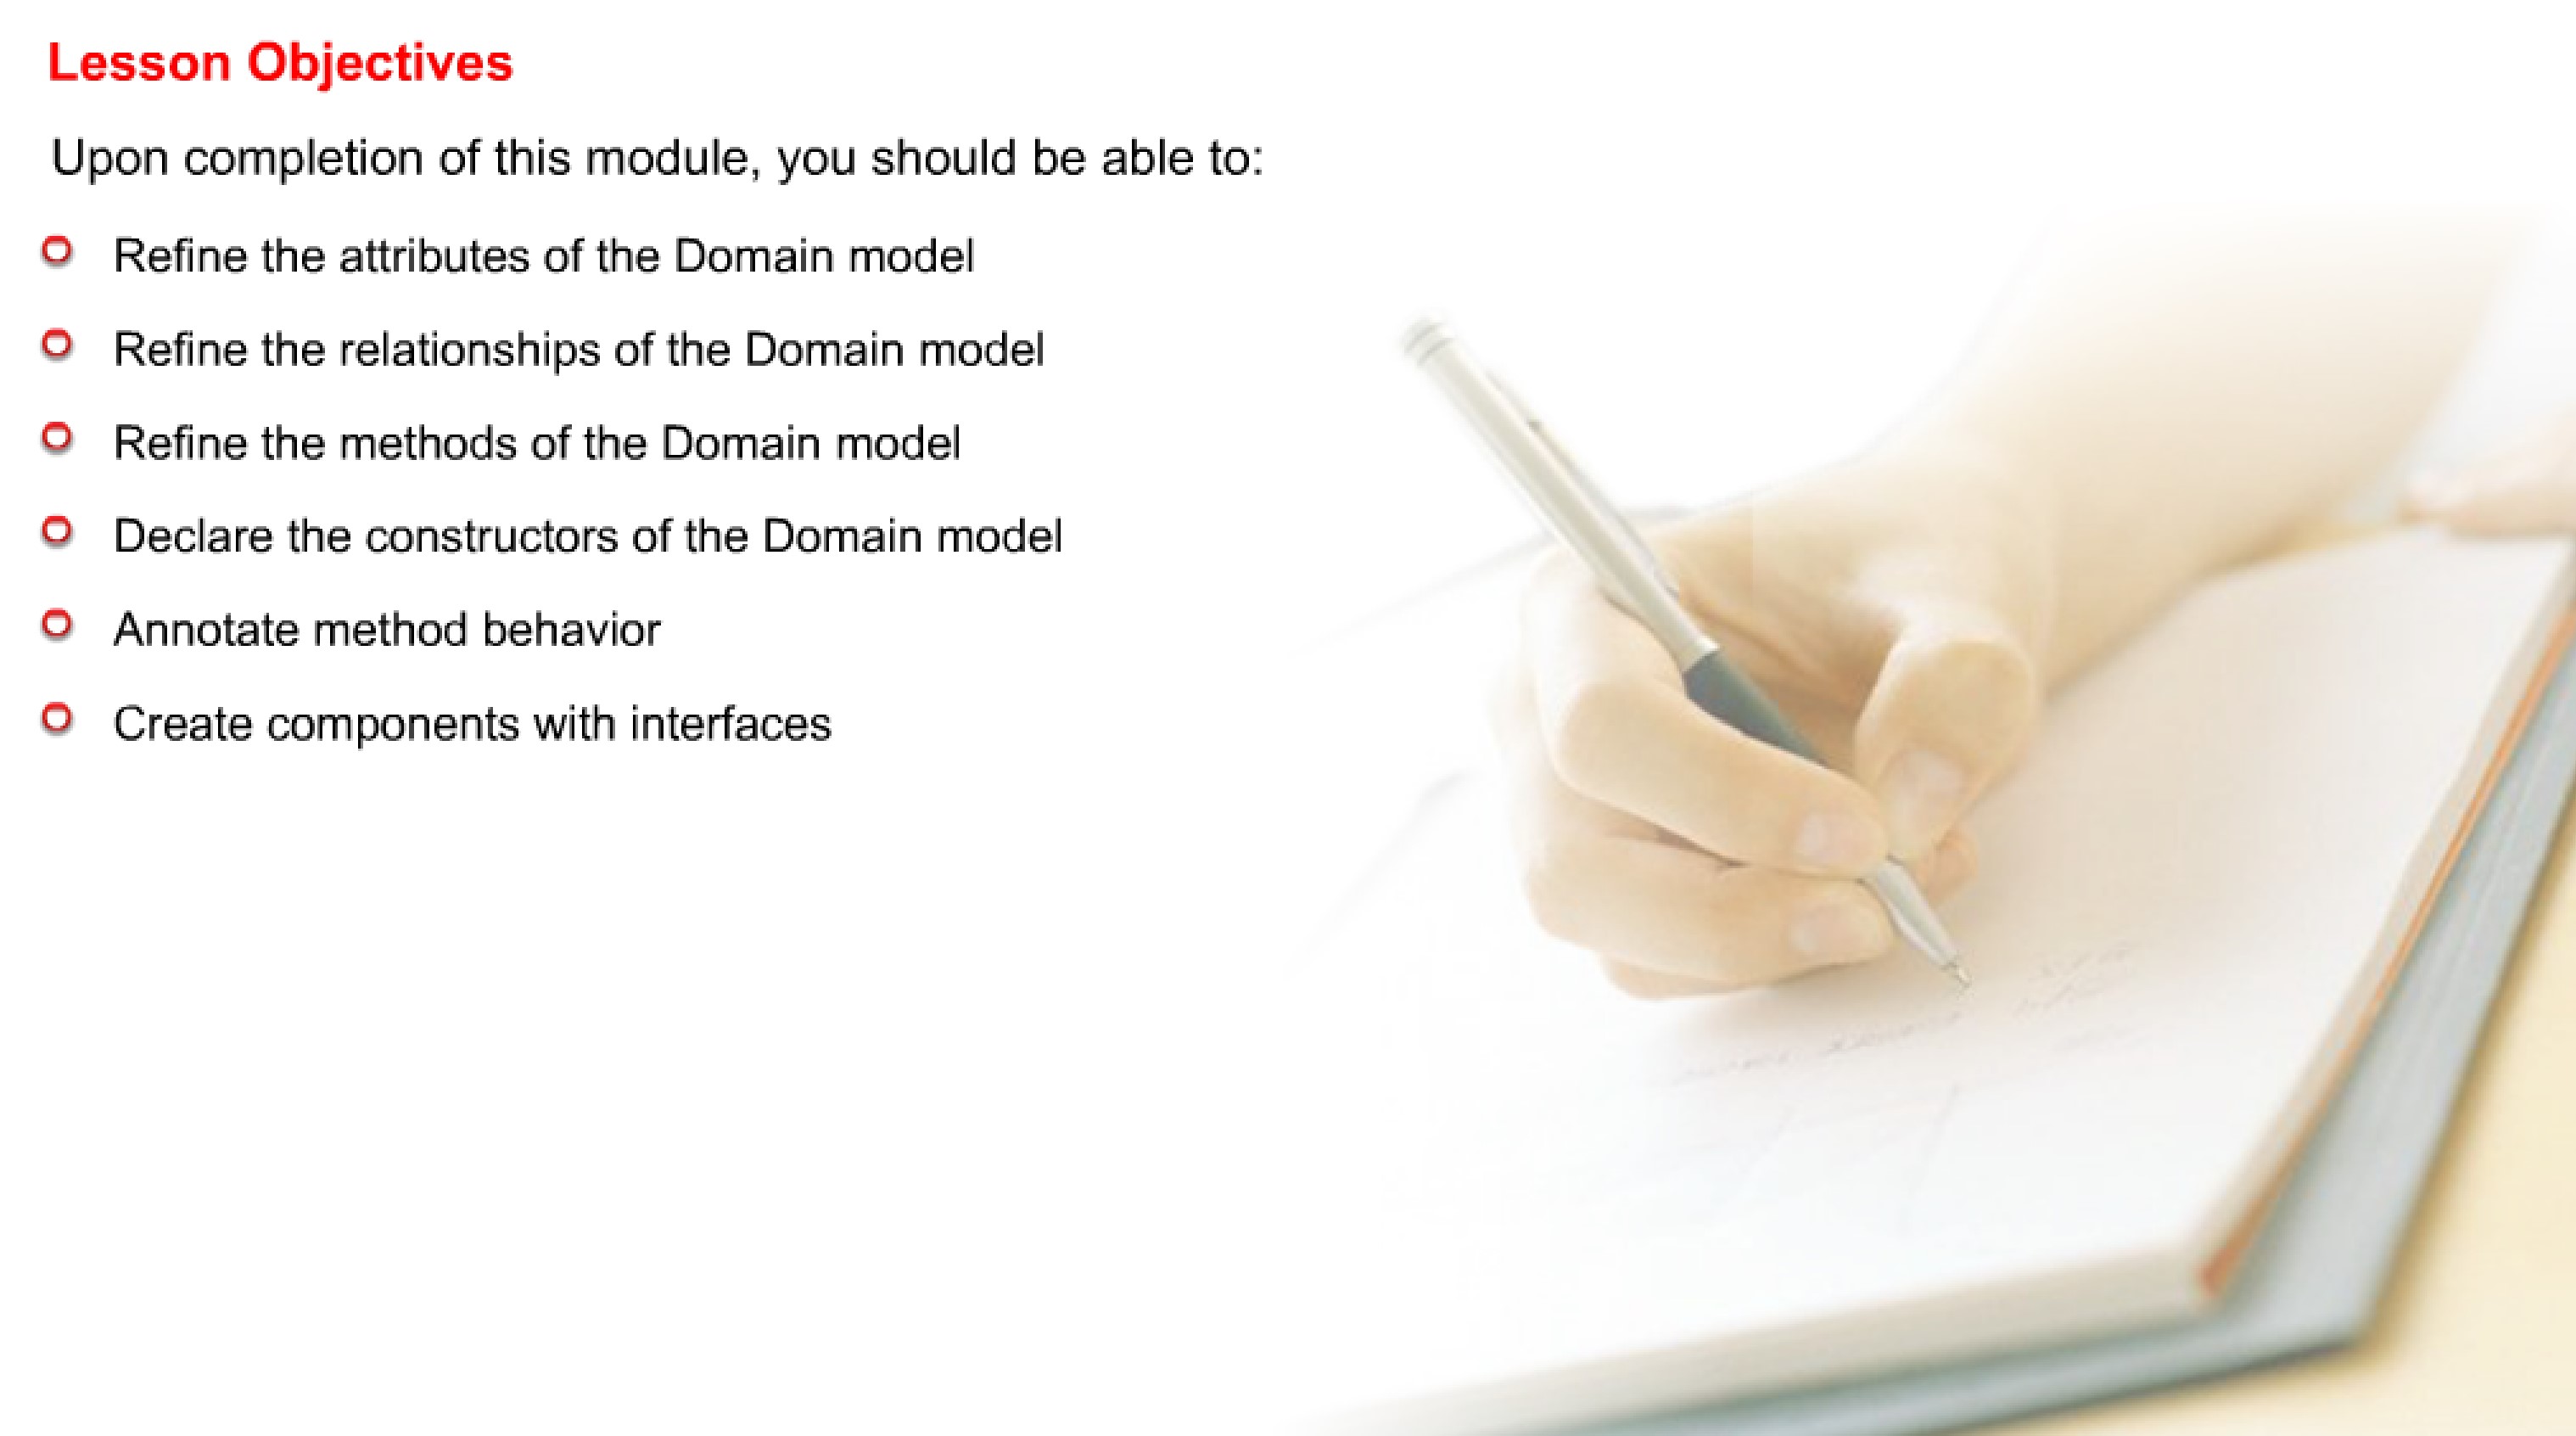 Lesson Objectives
Upon completion of this module, you should be able to:
Refine the attributes of the Domain model
Refine the relationships of the Domain model
Refine the methods of the Domain model
Declare the constructors of the Domain model
Annotate method behavior
Create components with interfaces